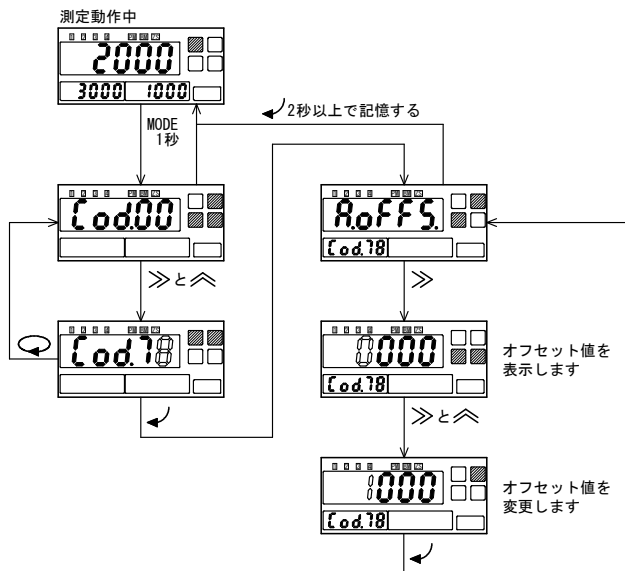 測定動作中
2000
3000 1000
MODE
1秒
2秒以上で記憶する
Cod.00
A.oFFS.
Cod.78
≫と︽
≫
Cod.78
0000
Cod.78
オフセット値を
表示します
≫と︽
1000
Cod.78
オフセット値を
変更します